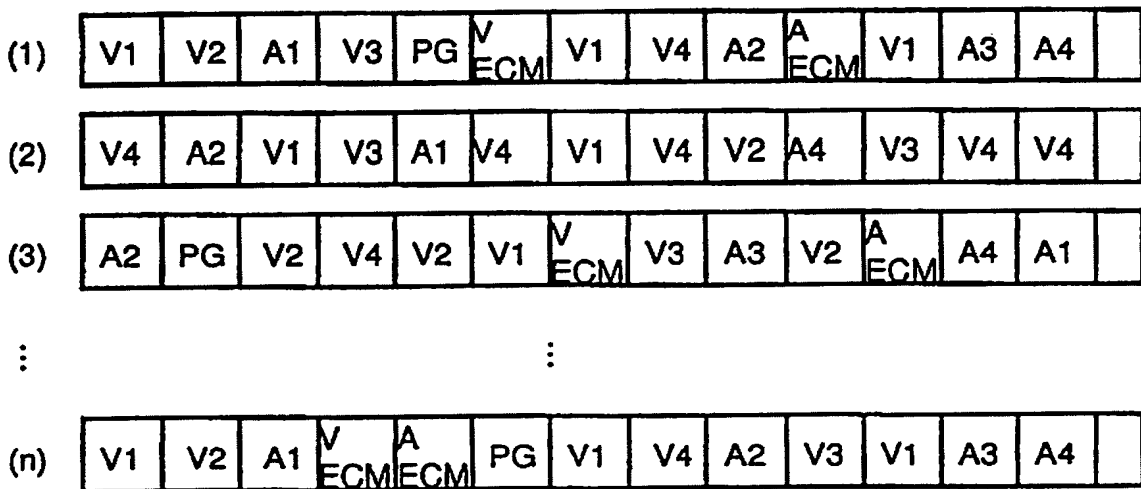 (1) V1 V2 A1 V3 PG V ECM V1 V4 A2 A ECM V1 A3 A4
(2) V4 A2 V1 V3 A1 V4 V1 V4 V2 A4 V3 V4 V4
(3) A2 PG V2 V4 V2 V1 V ECM V3 A3 V2 A ECM A4 A1
⋮ ⋮
(n) V1 V2 A1 V ECM A ECM PG V1 V4 A2 V3 V1 A3 A4